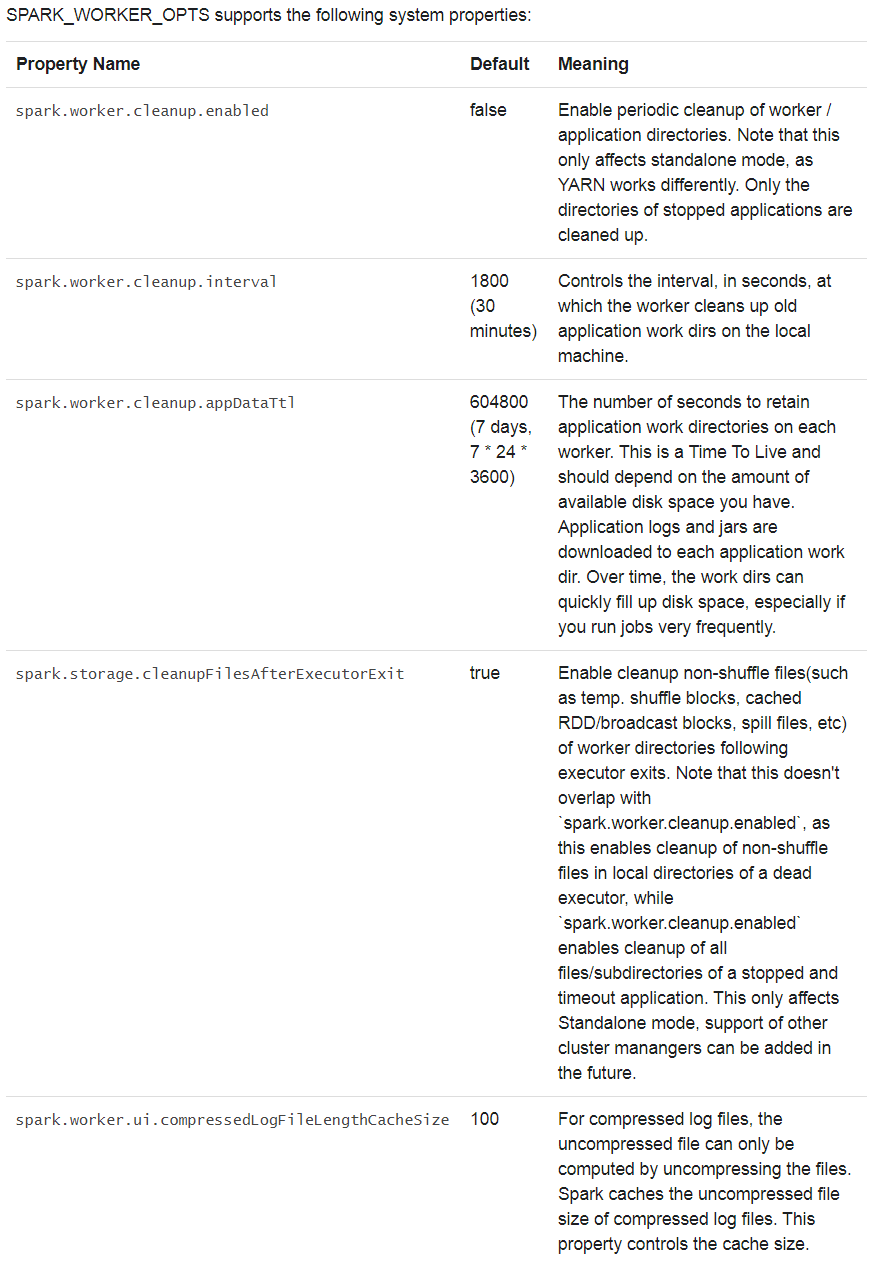 SPARK_WORKER_OPTS supports the following system properties:
Property Name Default Meaning
spark.worker.cleanup.enabled false Enable periodic cleanup of worker /
application directories. Note that this
only affects standalone mode, as
YARN works differently. Only the
directories of stopped applications are
cleaned up.
spark.worker.cleanup.interval 1800 Controls the interval, in seconds, at
(30 which the worker cleans up old
minutes) application work dirs on the local
machine.
spark.worker.cleanup.appDataTtl 604800 The number of seconds to retain
(7 days, application work directories on each
7 * 24 * worker. This is a Time To Live and
3600) should depend on the amount of
available disk space you have.
Application logs and jars are
downloaded to each application work
dir. Over time, the work dirs can
quickly fill up disk space, especially if
you run jobs very frequently.
spark.storage.cleanupFilesAfterExecutorExit true Enable cleanup non-shuffle files(such
as temp. shuffle blocks, cached
RDD/broadcast blocks, spill files, etc)
of worker directories following
executor exits. Note that this doesn't
overlap with
`spark.worker.cleanup.enabled`, as
this enables cleanup of non-shuffle
files in local directories of a dead
executor, while
`spark.worker.cleanup.enabled`
enables cleanup of all
files/subdirectories of a stopped and
timeout application. This only affects
Standalone mode, support of other
cluster manangers can be added in
the future.
spark.worker.ui.compressedLogFileLengthCacheSize 100 For compressed log files, the
uncompressed file can only be
computed by uncompressing the files.
Spark caches the uncompressed file
size of compressed log files. This
property controls the cache size.